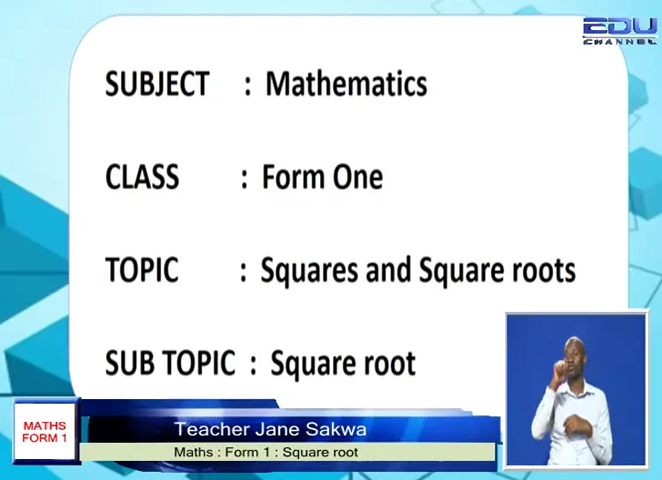 EDU
CHANNEL
SUBJECT : Mathematics
CLASS : Form One
TOPIC : Squares and Square roots
SUB TOPIC : Square root
MATHS
FORM 1
Teacher Jane Sakwa
Maths : Form 1 : Square root